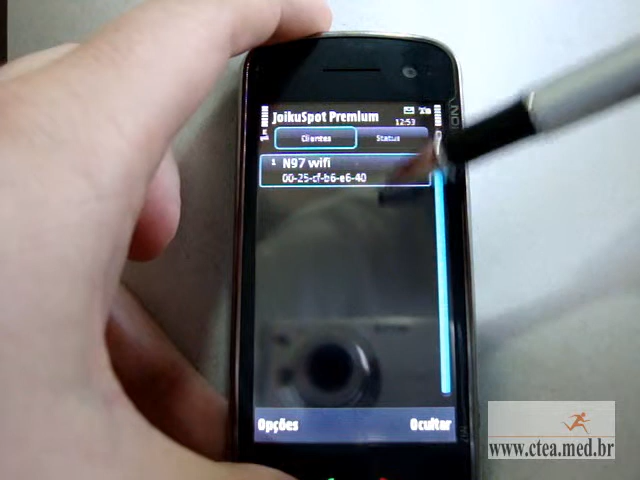 JoikuSpot Premium
12:53
Clientes
Status
1 N97 wifi
00-25-cf-b6-e6-40
Opções
Ocultar
www.ctea.med.br